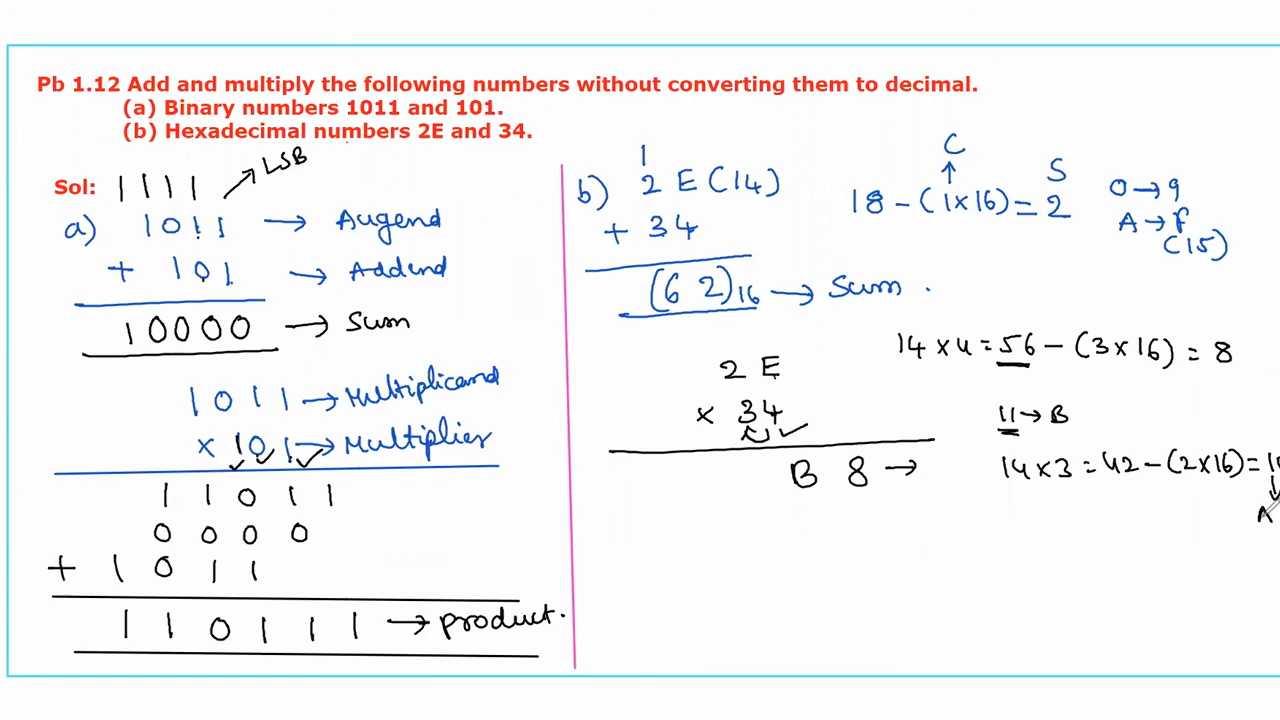 Pb 1.12 Add and multiply the following numbers without converting them to decimal.
(a) Binary numbers 1011 and 101.
(b) Hexadecimal numbers 2E and 34.
Sol: 1 1 1 1 → LSB
a) 1 0 1 1 → Augend
+ 1 0 1 → Addend
1 0 0 0 0 → Sum
1 0 1 1 → Multiplicand
× 1 0 1 → Multiplier
1 1 0 1 1
0 0 0 0
+ 1 0 1 1
1 1 0 1 1 1 → product.
1
b) 2 E (14)
+ 3 4
(6 2)16 → Sum .
C
↑
S
18 - (1×16) = 2
0 → 9
A → F
(15)
14 × 4 = 56 - (3×16) = 8
2 E
× 3 4
B 8 →
11 → B
14×3 = 42 - (2×16) = 10
↓
A